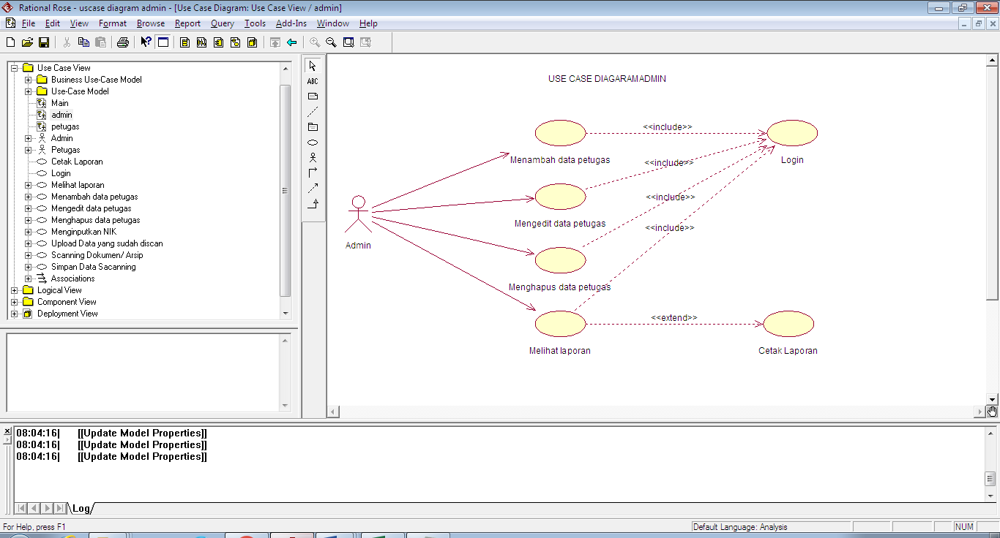 Rational Rose - uscase diagram admin - [Use Case Diagram: Use Case View / admin]
File Edit View Format Browse Report Query Tools Add-Ins Window Help
Use Case View
Business Use-Case Model
Use-Case Model
Main
admin
petugas
Admin
Petugas
Cetak Laporan
Login
Melihat laporan
Menambah data petugas
Mengedit data petugas
Menghapus data petugas
Menginputkan NIK
Upload Data yang sudah discan
Scanning Dokumen/ Arsip
Simpan Data Sacanning
Associations
Logical View
Component View
Deployment View
ABC
USE CASE DIAGARAMADMIN
<<include>>
Menambah data petugas
Login
<<include>>
<<include>>
Mengedit data petugas
<<include>>
Admin
Menghapus data petugas
<<extend>>
Melihat laporan
Cetak Laporan
08:04:16| [[Update Model Properties]]
08:04:16| [[Update Model Properties]]
08:04:16| [[Update Model Properties]]
Log
For Help, press F1
Default Language: Analysis
NUM